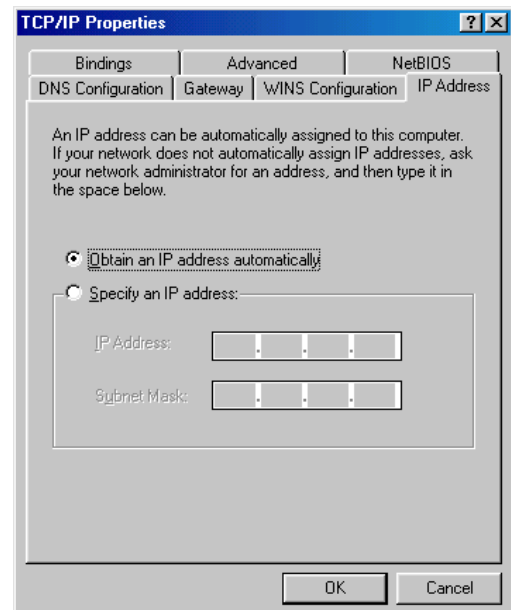 TCP/IP Properties
? X
Bindings Advanced NetBIOS
DNS Configuration Gateway WINS Configuration IP Address
An IP address can be automatically assigned to this computer.
If your network does not automatically assign IP addresses, ask
your network administrator for an address, and then type it in
the space below.
Obtain an IP address automatically
Specify an IP address:
IP Address:
. . .
Subnet Mask:
. . .
OK Cancel